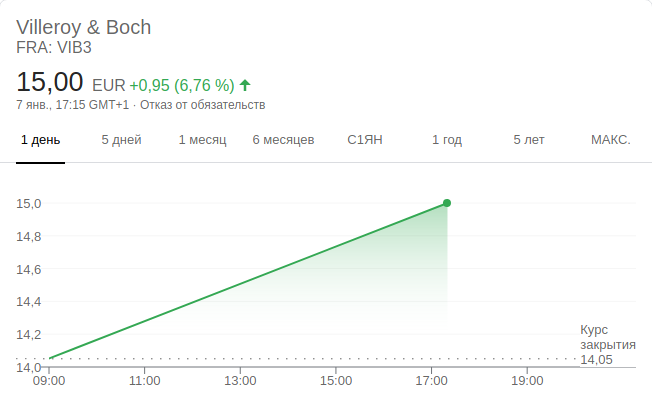 Villeroy & Boch
FRA: VIB3
15,00 EUR +0,95 (6,76 %)
7 янв., 17:15 GMT+1 · Отказ от обязательств
1 день 5 дней 1 месяц 6 месяцев С1ЯН 1 год 5 лет МАКС.
15,0
14,8
14,6
14,4
14,2
14,0
Курс
закрытия
14,05
09:00 11:00 13:00 15:00 17:00 19:00